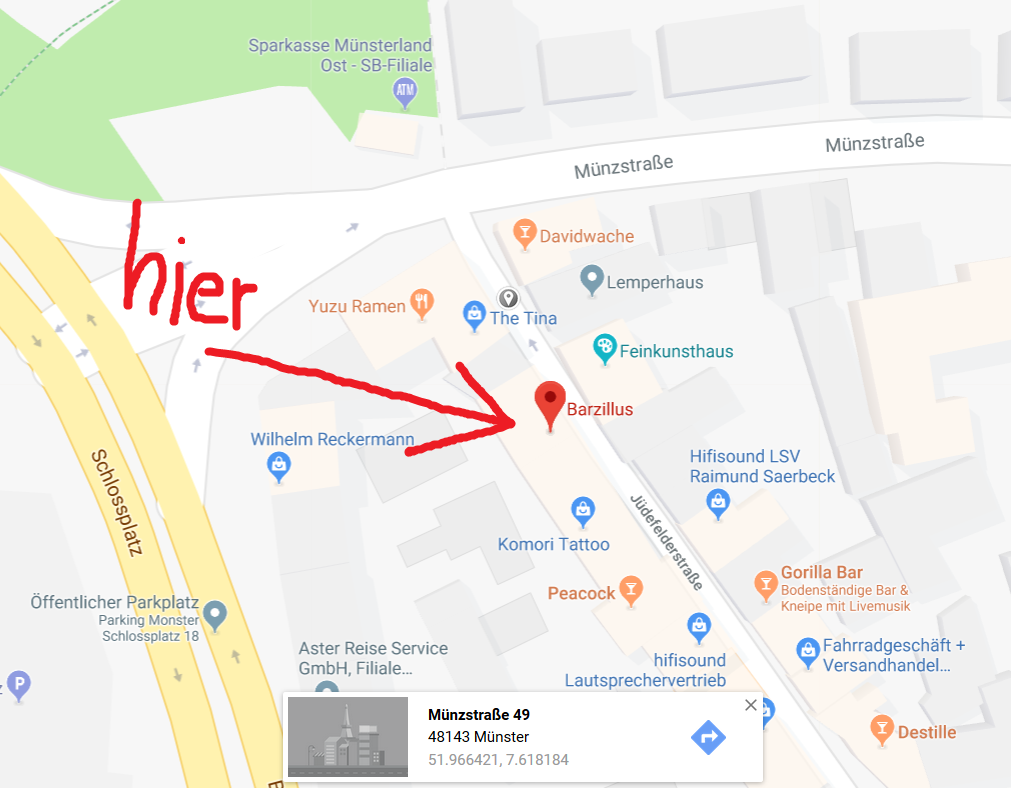 Sparkasse Münsterland
Ost - SB-Filiale
ATM
Münzstraße
Münzstraße
hier
Davidwache
Lemperhaus
Yuzu Ramen
The Tina
Feinkunsthaus
Barzillus
Wilhelm Reckermann
Hifisound LSV
Raimund Saerbeck
Schlossplatz
Jüdefelderstraße
Komori Tattoo
Peacock
Gorilla Bar
Bodenständige Bar &
Kneipe mit Livemusik
Öffentlicher Parkplatz
Parking Monster
Schlossplatz 18
Aster Reise Service
GmbH, Filiale...
Fahrradgeschäft +
Versandhandel...
hifisound
Lautsprechervertrieb
P
Destille
Münzstraße 49
48143 Münster
51.966421, 7.618184